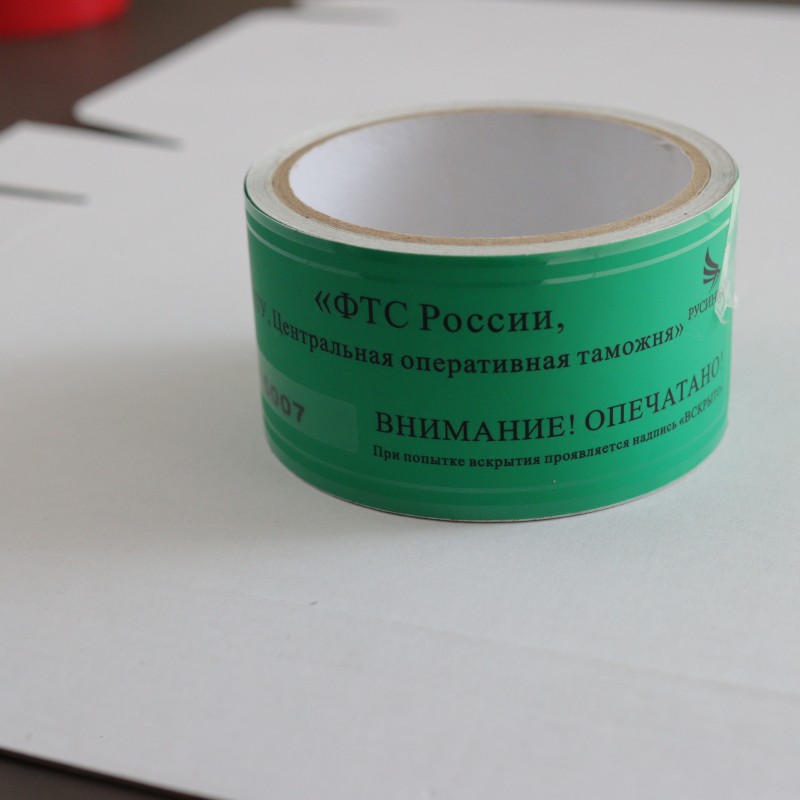 «ФТС России,
Центральная оперативная таможня»
РУСИН
007
ВНИМАНИЕ! ОПЕЧАТАНО!
При попытке вскрытия проявляется надпись «ВСКРЫТО»